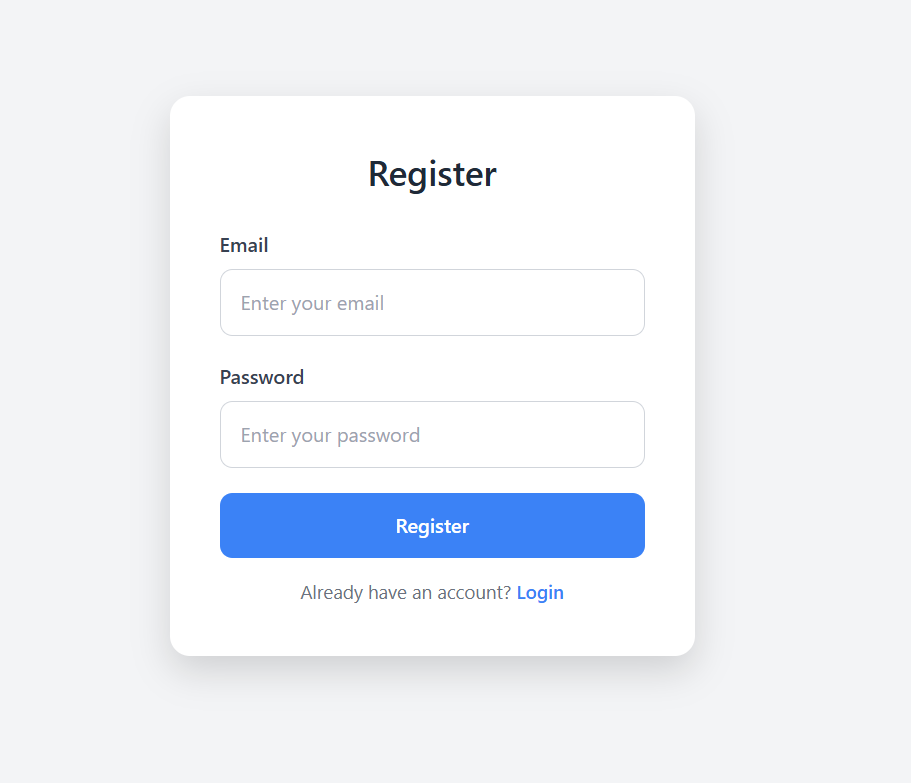 Register
Email
Enter your email
Password
Enter your password
Register
Already have an account? Login